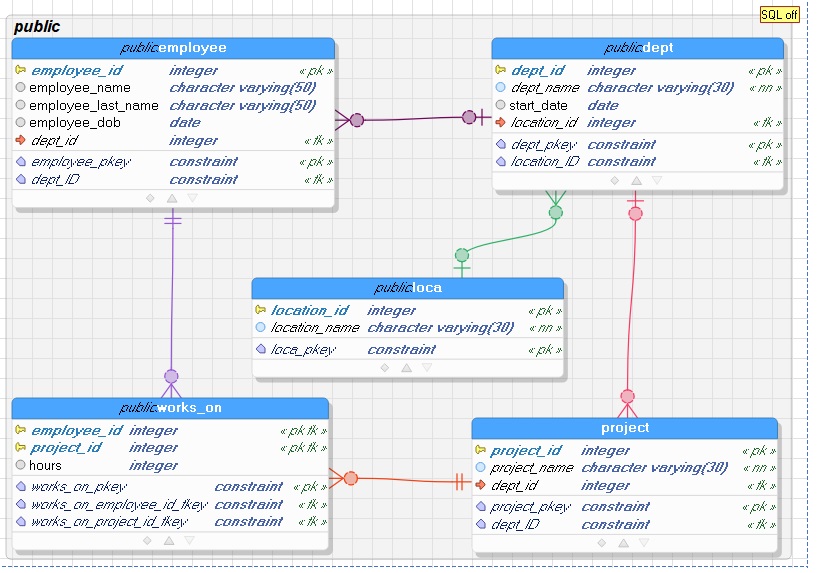 SQL off
public
public.employee
employee_id integer « pk »
employee_name character varying(50)
employee_last_name character varying(50)
employee_dob date
dept_id integer « fk »
employee_pkey constraint « pk »
dept_ID constraint « fk »
public.dept
dept_id integer « pk »
dept_name character varying(30) « nn »
start_date date
location_id integer « fk »
dept_pkey constraint « pk »
location_ID constraint « fk »
public.loca
location_id integer « pk »
location_name character varying(30) « nn »
loca_pkey constraint « pk »
public.works_on
employee_id integer « pk fk »
project_id integer « pk fk »
hours integer
works_on_pkey constraint « pk »
works_on_employee_id_fkey constraint « fk »
works_on_project_id_fkey constraint « fk »
project
project_id integer « pk »
project_name character varying(30) « nn »
dept_id integer « fk »
project_pkey constraint « pk »
dept_ID constraint « fk »